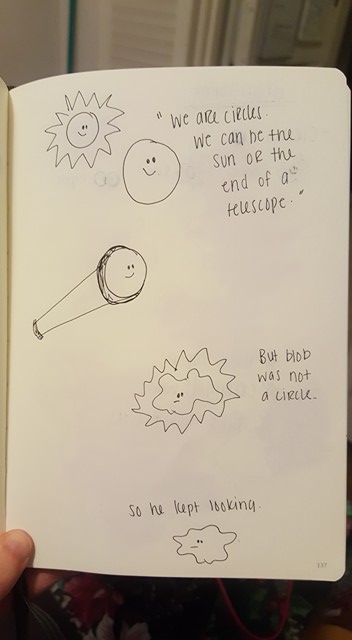 "We are circles.
We can be the
sun or the
end of a
telescope."
But blob
was not
a circle.
so he kept looking.
137